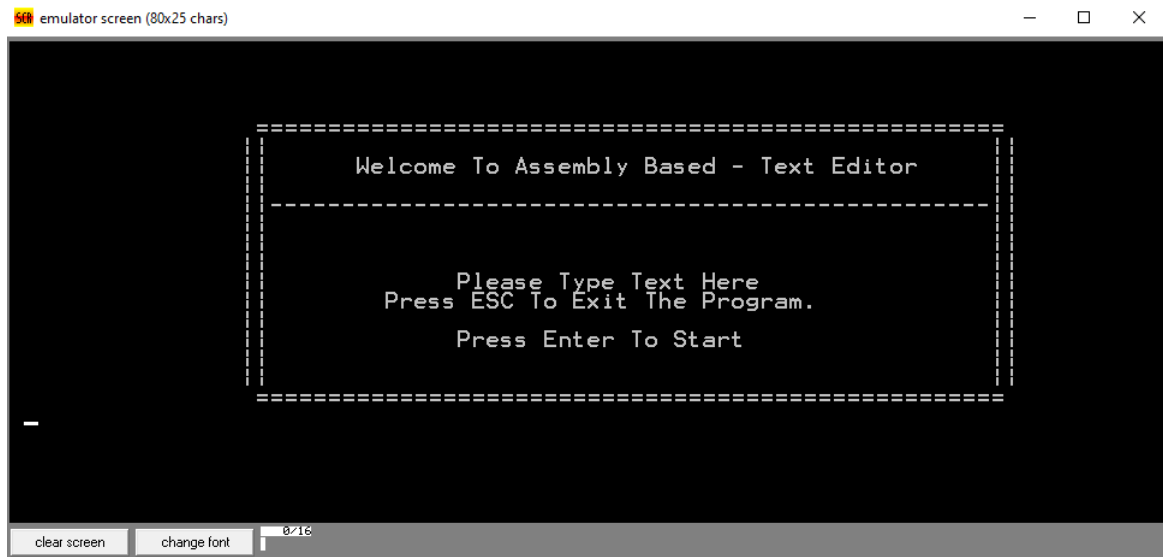 SCR emulator screen (80x25 chars)
=====================================================
Welcome To Assembly Based - Text Editor
--------------------------------------------------
Please Type Text Here
Press ESC To Exit The Program.
Press Enter To Start
=====================================================
clear screen
change font
0/16